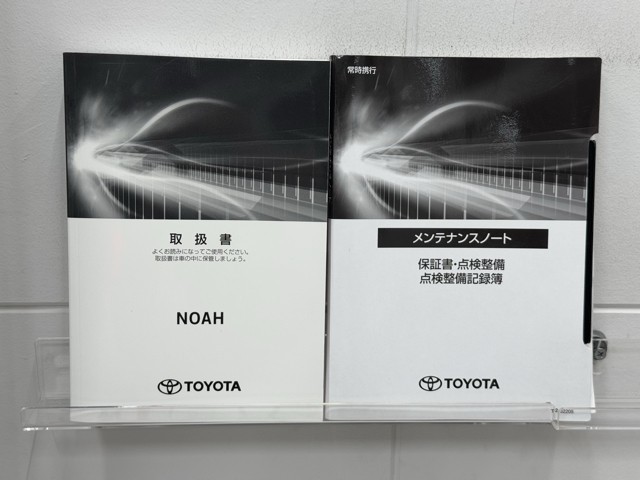 取扱書
よくお読みになってご使用ください。
取扱書は車の中に保管しましょう。
NOAH
TOYOTA
常時携行
メンテナンスノート
保証書・点検整備
点検整備記録簿
TOYOTA